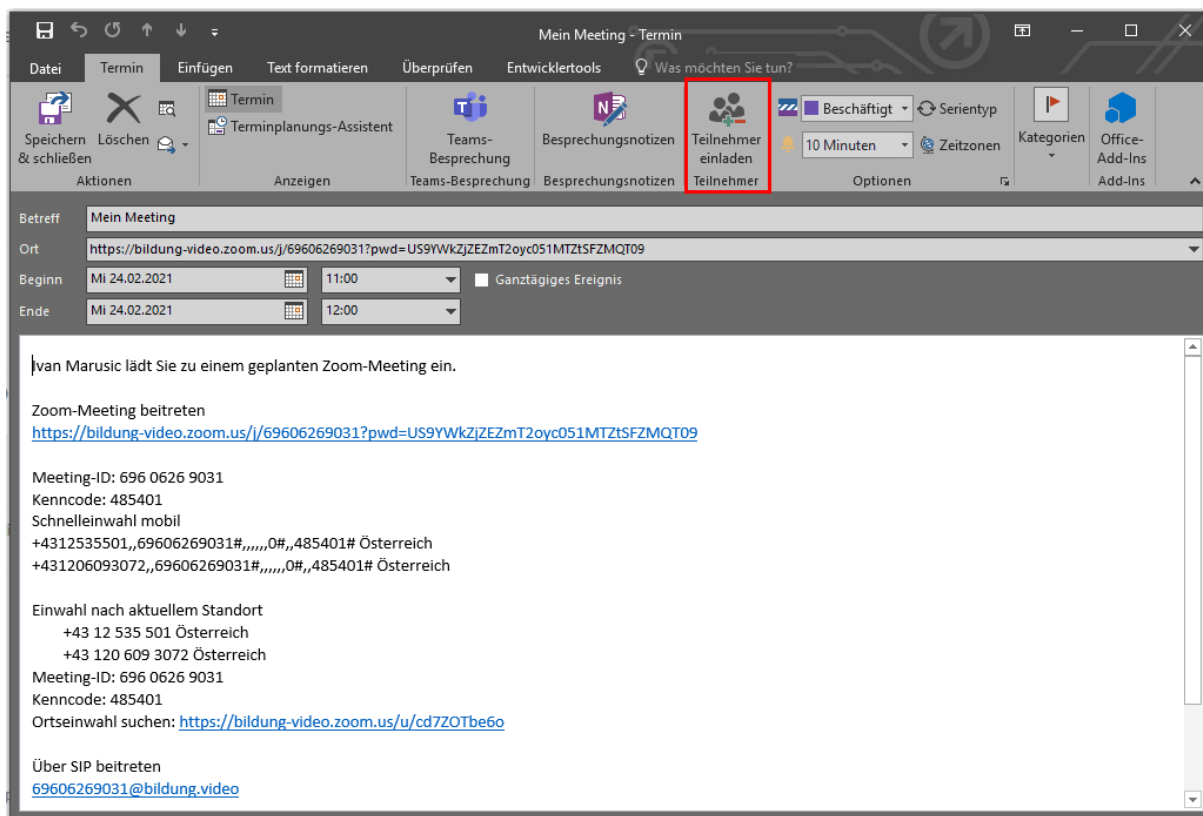 Mein Meeting - Termin
Datei Termin Einfügen Text formatieren Überprüfen Entwicklertools Was möchten Sie tun?
Speichern & schließen
Löschen
Aktionen
Termin
Terminplanungs-Assistent
Anzeigen
Teams-Besprechung
Teams-Besprechung
Besprechungsnotizen
Besprechungsnotizen
Teilnehmer einladen
Teilnehmer
Beschäftigt
Serientyp
10 Minuten
Zeitzonen
Optionen
Kategorien
Office-Add-Ins
Add-Ins
Betreff Mein Meeting
Ort https://bildung-video.zoom.us/j/69606269031?pwd=US9YWkZjZEZmT2oyc051MTZtSFZMQT09
Beginn Mi 24.02.2021 11:00 Ganztägiges Ereignis
Ende Mi 24.02.2021 12:00
Ivan Marusic lädt Sie zu einem geplanten Zoom-Meeting ein.
Zoom-Meeting beitreten
https://bildung-video.zoom.us/j/69606269031?pwd=US9YWkZjZEZmT2oyc051MTZtSFZMQT09
Meeting-ID: 696 0626 9031
Kenncode: 485401
Schnelleinwahl mobil
+4312535501,,69606269031#,,,,,,0#,,485401# Österreich
+431206093072,,69606269031#,,,,,,0#,,485401# Österreich
Einwahl nach aktuellem Standort
+43 12 535 501 Österreich
+43 120 609 3072 Österreich
Meeting-ID: 696 0626 9031
Kenncode: 485401
Ortseinwahl suchen: https://bildung-video.zoom.us/u/cd7ZOTbe6o
Über SIP beitreten
69606269031@bildung.video